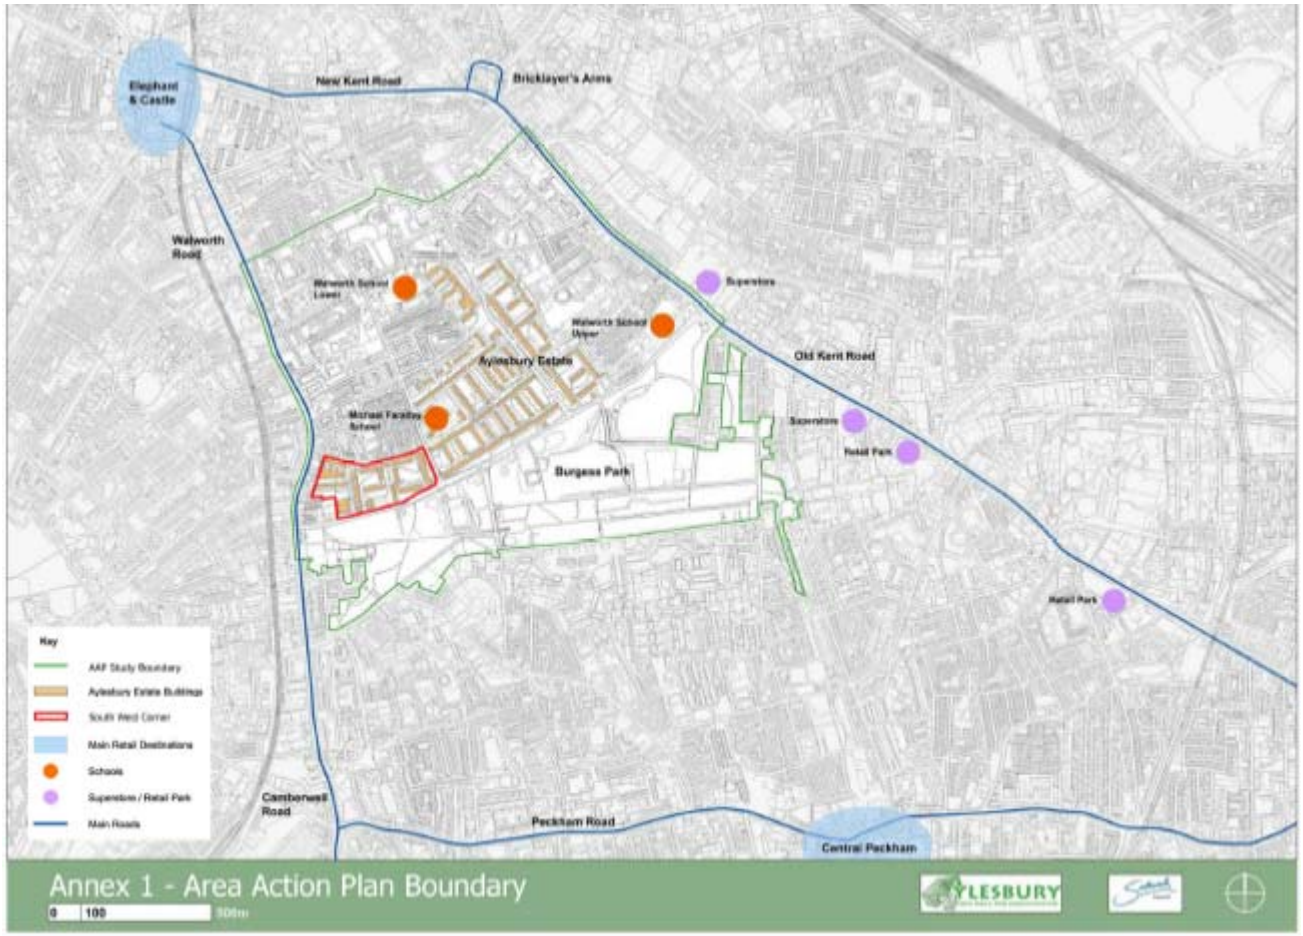 Elephant
& Castle
New Kent Road
Bricklayer's Arms
Walworth
Road
Walworth School
Lower
Superstore
Walworth School
Upper
Old Kent Road
Aylesbury Estate
Michael Faraday
School
Superstore
Retail Park
Burgess Park
Retail Park
Key
AAP Study Boundary
Aylesbury Estate Buildings
South West Corner
Main Retail Destinations
Schools
Superstore / Retail Park
Main Roads
Camberwell
Road
Peckham Road
Central Peckham
Annex 1 - Area Action Plan Boundary
0 100 500m
AYLESBURY
Southwark